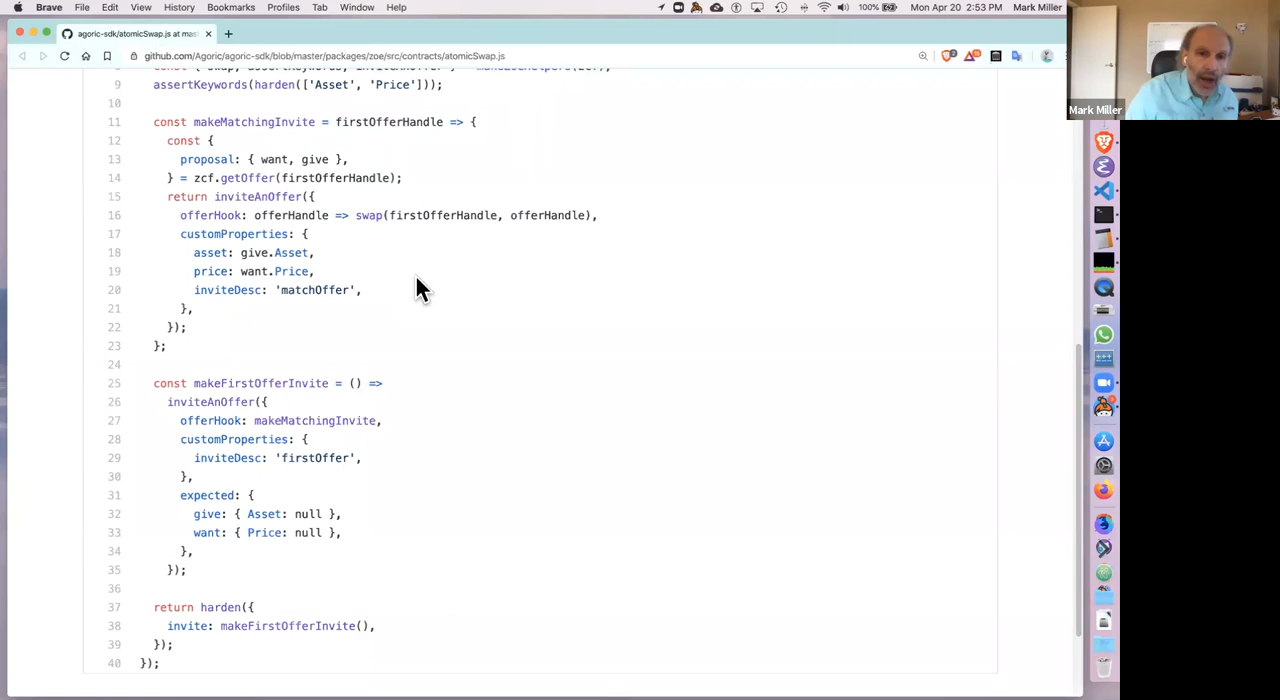 Brave File Edit View History Bookmarks Profiles Tab Window Help 100% Mon Apr 20 2:53 PM Mark Miller
agoric-sdk/atomicSwap.js at mas
github.com/Agoric/agoric-sdk/blob/master/packages/zoe/src/contracts/atomicSwap.js
Mark Miller
9 assertKeywords(harden(['Asset', 'Price']));
10
11 const makeMatchingInvite = firstOfferHandle => {
12 const {
13 proposal: { want, give },
14 } = zcf.getOffer(firstOfferHandle);
15 return inviteAnOffer({
16 offerHook: offerHandle => swap(firstOfferHandle, offerHandle),
17 customProperties: {
18 asset: give.Asset,
19 price: want.Price,
20 inviteDesc: 'matchOffer',
21 },
22 });
23 };
24
25 const makeFirstOfferInvite = () =>
26 inviteAnOffer({
27 offerHook: makeMatchingInvite,
28 customProperties: {
29 inviteDesc: 'firstOffer',
30 },
31 expected: {
32 give: { Asset: null },
33 want: { Price: null },
34 },
35 });
36
37 return harden({
38 invite: makeFirstOfferInvite(),
39 });
40 });